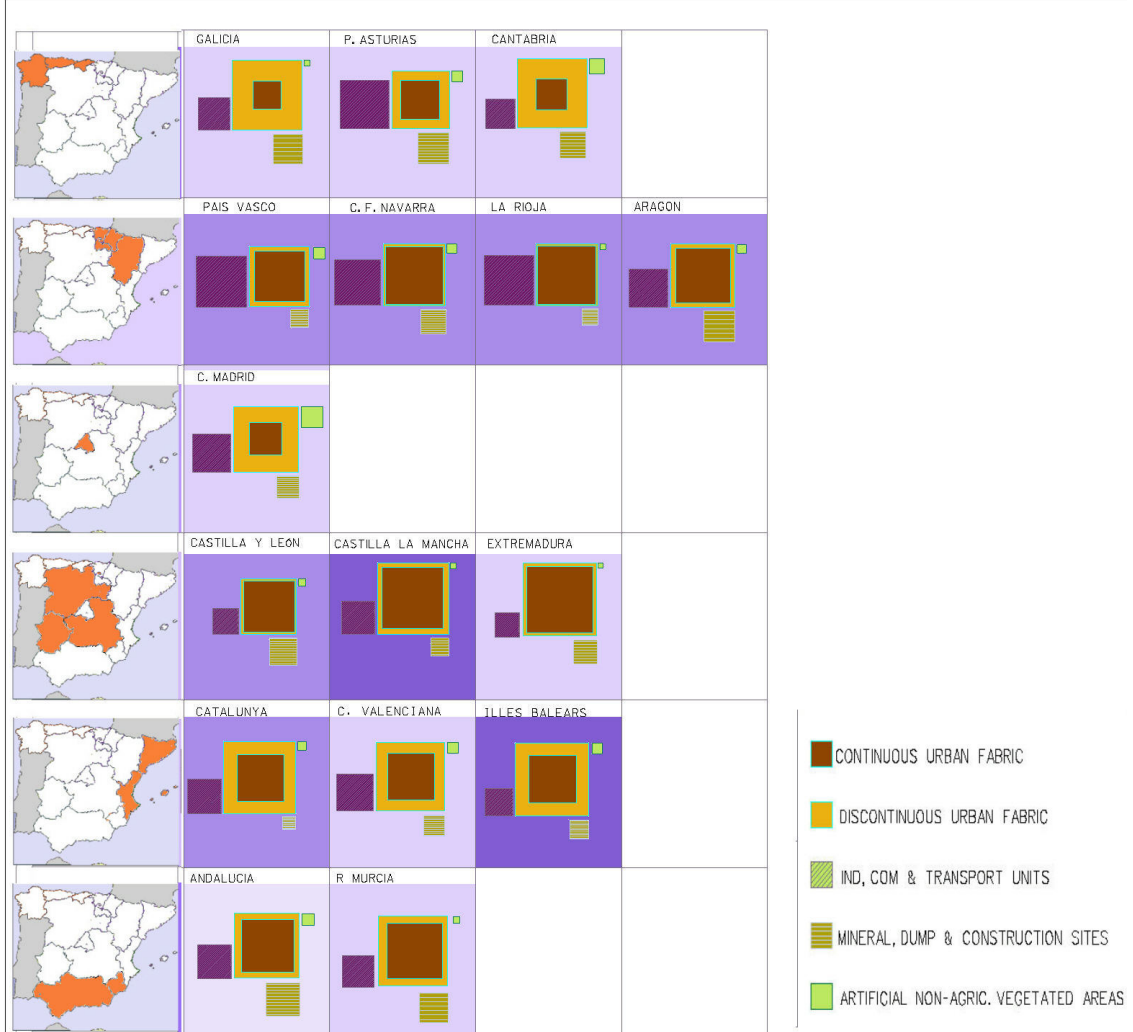 GALICIA
P. ASTURIAS
CANTABRIA
PAIS VASCO
C. F. NAVARRA
LA RIOJA
ARAGON
C. MADRID
CASTILLA Y LEON
CASTILLA LA MANCHA
EXTREMADURA
CATALUNYA
C. VALENCIANA
ILLES BALEARS
ANDALUCIA
R MURCIA
CONTINUOUS URBAN FABRIC
DISCONTINUOUS URBAN FABRIC
IND, COM & TRANSPORT UNITS
MINERAL, DUMP & CONSTRUCTION SITES
ARTIFICIAL NON-AGRIC. VEGETATED AREAS